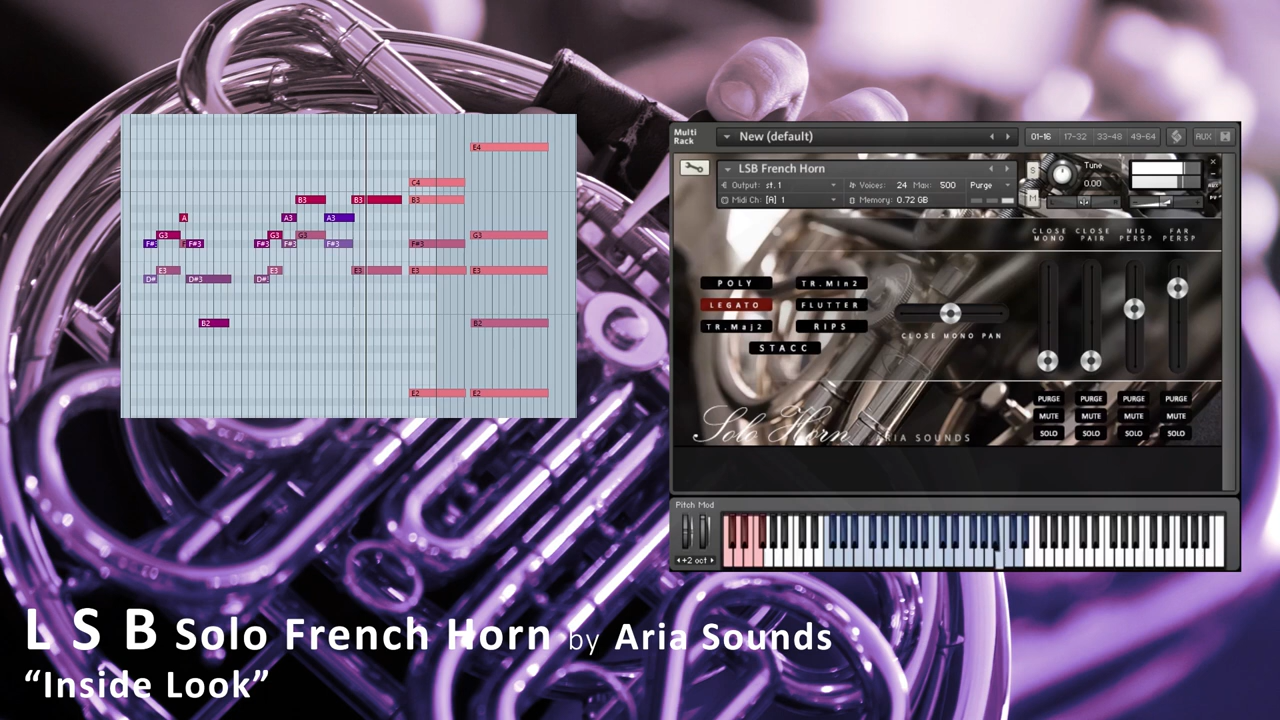 E4
C4
B3 B3 B3
A A3 A3
G3 G3 G3 G3
F# F#3 F#3 F#3 F#3 F#3
E3 E3 E3 E3 E3
D# D#3 D#
B2 B2
E2 E2
Multi Rack
New (default)
01-16 17-32 33-48 49-64 AUX
LSB French Horn
Output: st. 1 Voices: 24 Max: 500 Purge
Midi Ch: [A] 1 Memory: 0.72 GB
S
M
Tune
0.00
AUX
PV
CLOSE MONO
CLOSE PAIR
MID PERSP
FAR PERSP
POLY TR.Min2
LEGATO FLUTTER
TR.Maj2 RIPS
STACC
CLOSE MONO PAN
PURGE PURGE PURGE PURGE
MUTE MUTE MUTE MUTE
SOLO SOLO SOLO SOLO
Solo Horn ARIA SOUNDS
Pitch Mod
+2 oct
L S B Solo French Horn by Aria Sounds
“Inside Look”